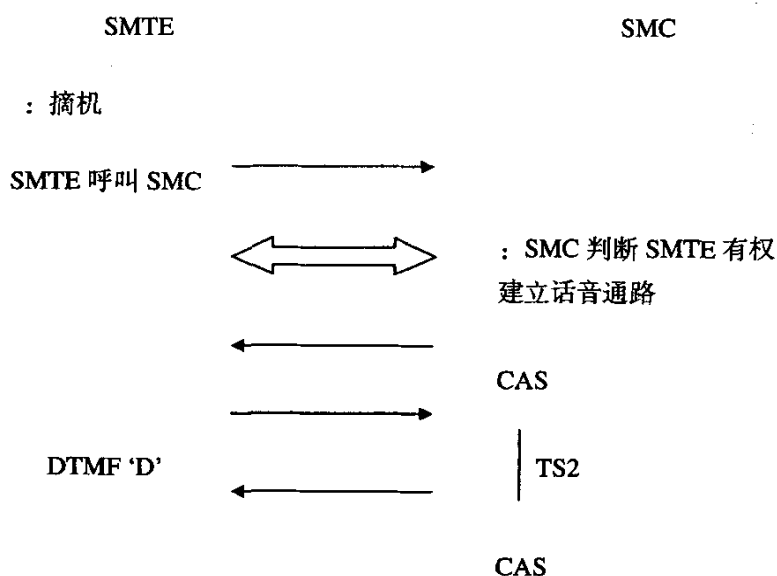 SMTE SMC
：摘机
SMTE 呼叫 SMC
：SMC 判断 SMTE 有权
建立话音通路
CAS
DTMF ‘D’ TS2
CAS